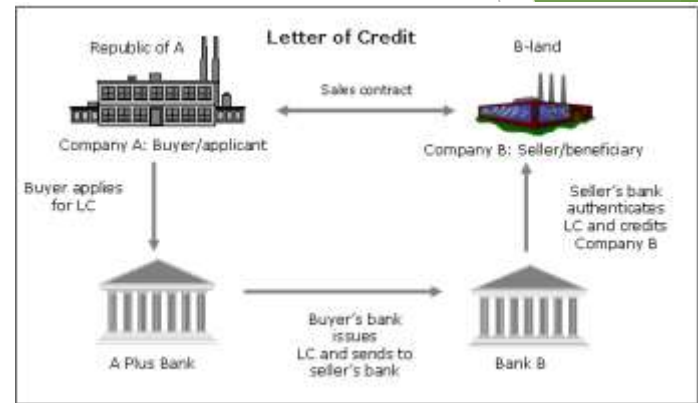 Letter of Credit
Republic of A
B-land
Sales contract
Company A: Buyer/applicant
Company B: Seller/beneficiary
Buyer applies
for LC
Seller's bank
authenticates
LC and credits
Company B
Buyer's bank
issues
LC and sends to
seller's bank
A Plus Bank
Bank B